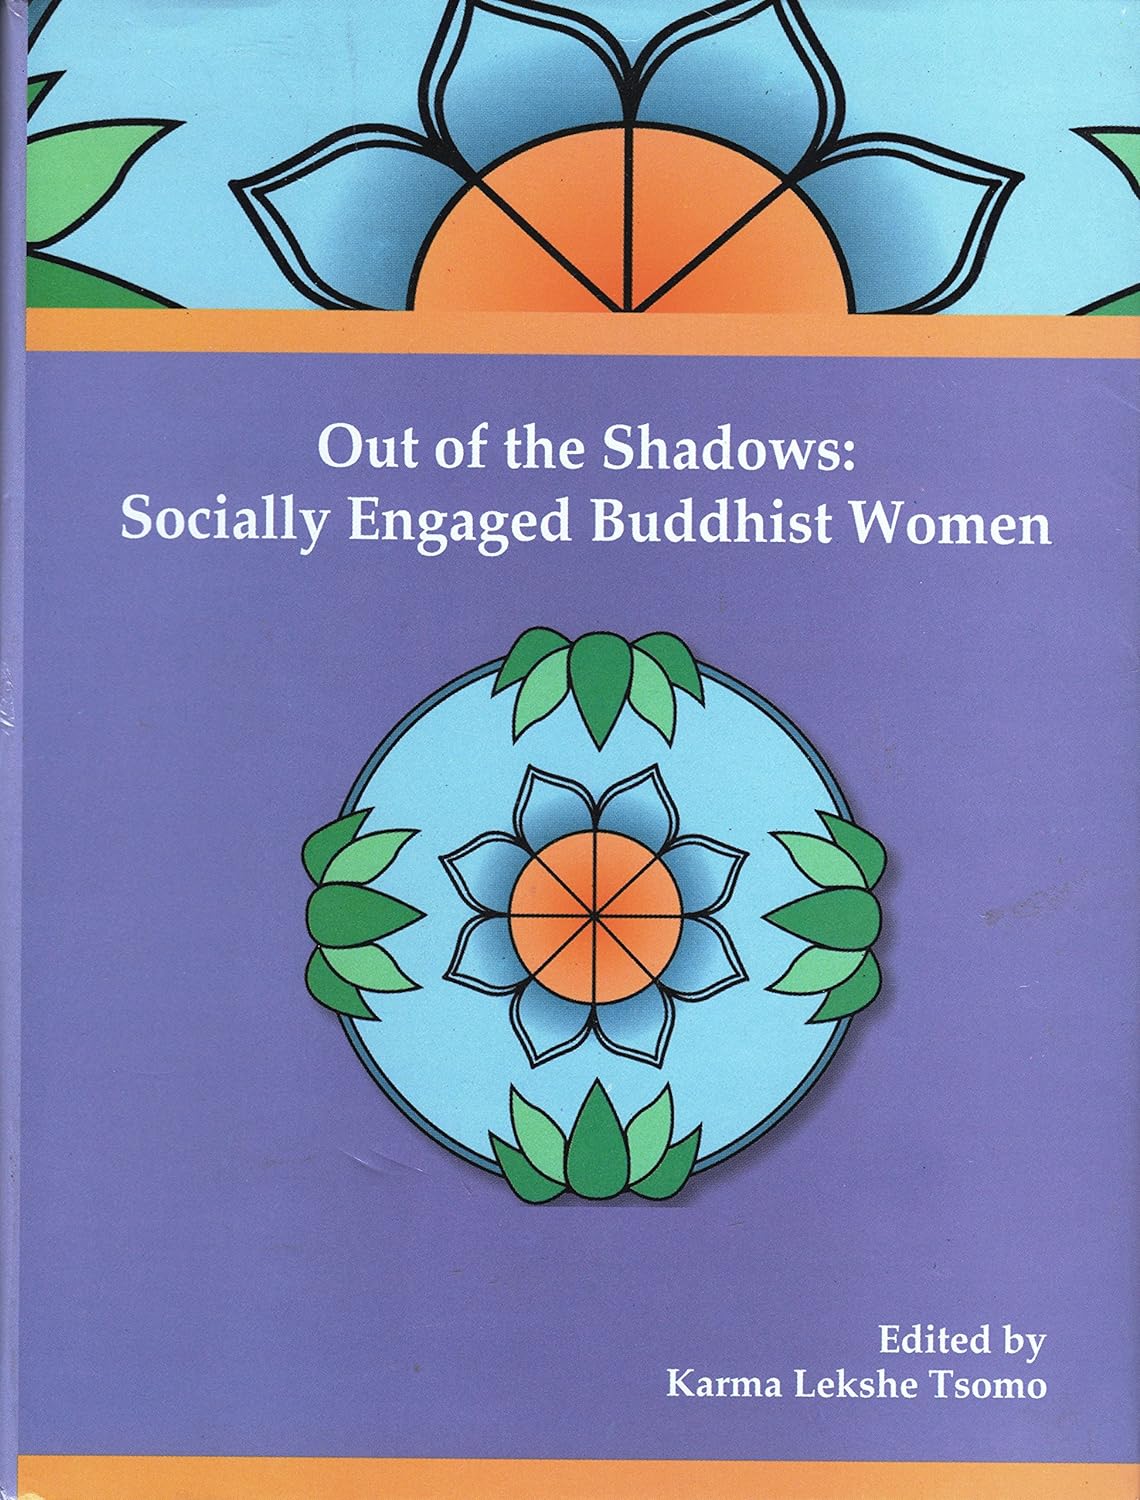 Out of the Shadows:
Socially Engaged Buddhist Women
Edited by
Karma Lekshe Tsomo